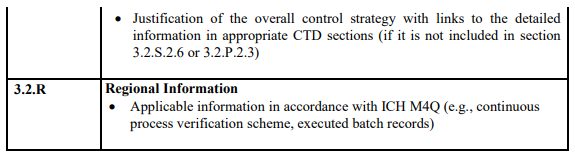 • Justification of the overall control strategy with links to the detailed
information in appropriate CTD sections (if it is not included in section
3.2.S.2.6 or 3.2.P.2.3)
3.2.R Regional Information
• Applicable information in accordance with ICH M4Q (e.g., continuous
process verification scheme, executed batch records)